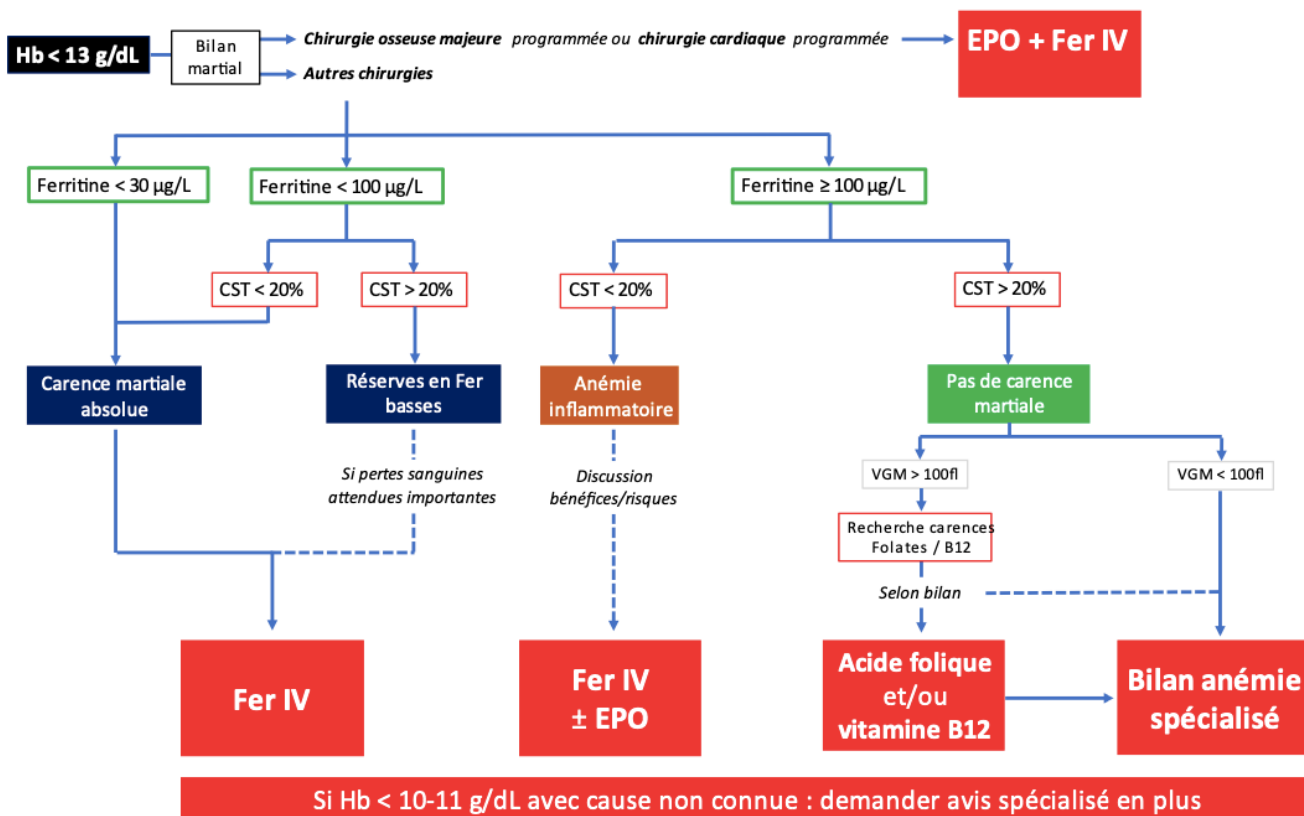 Hb < 13 g/dL
Bilan
martial
Chirurgie osseuse majeure programmée ou chirurgie cardiaque programmée
Autres chirurgies
EPO + Fer IV
Ferritine < 30 µg/L
Ferritine < 100 µg/L
Ferritine ≥ 100 µg/L
CST < 20%
CST > 20%
CST < 20%
CST > 20%
Carence martiale
absolue
Réserves en Fer
basses
Anémie
inflammatoire
Pas de carence
martiale
Si pertes sanguines
attendues importantes
Discussion
bénéfices/risques
VGM > 100fl
VGM < 100fl
Recherche carences
Folates / B12
Selon bilan
Fer IV
Fer IV
± EPO
Acide folique
et/ou
vitamine B12
Bilan anémie
spécialisé
Si Hb < 10-11 g/dL avec cause non connue : demander avis spécialisé en plus